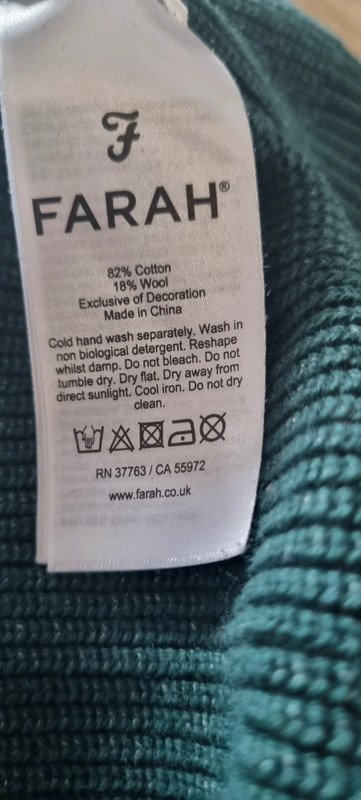 F
FARAH®
82% Cotton
18% Wool
Exclusive of Decoration
Made in China
Cold hand wash separately. Wash in
non biological detergent. Reshape
whilst damp. Do not bleach. Do not
tumble dry. Dry flat. Dry away from
direct sunlight. Cool iron. Do not dry
clean.
RN 37763 / CA 55972
www.farah.co.uk